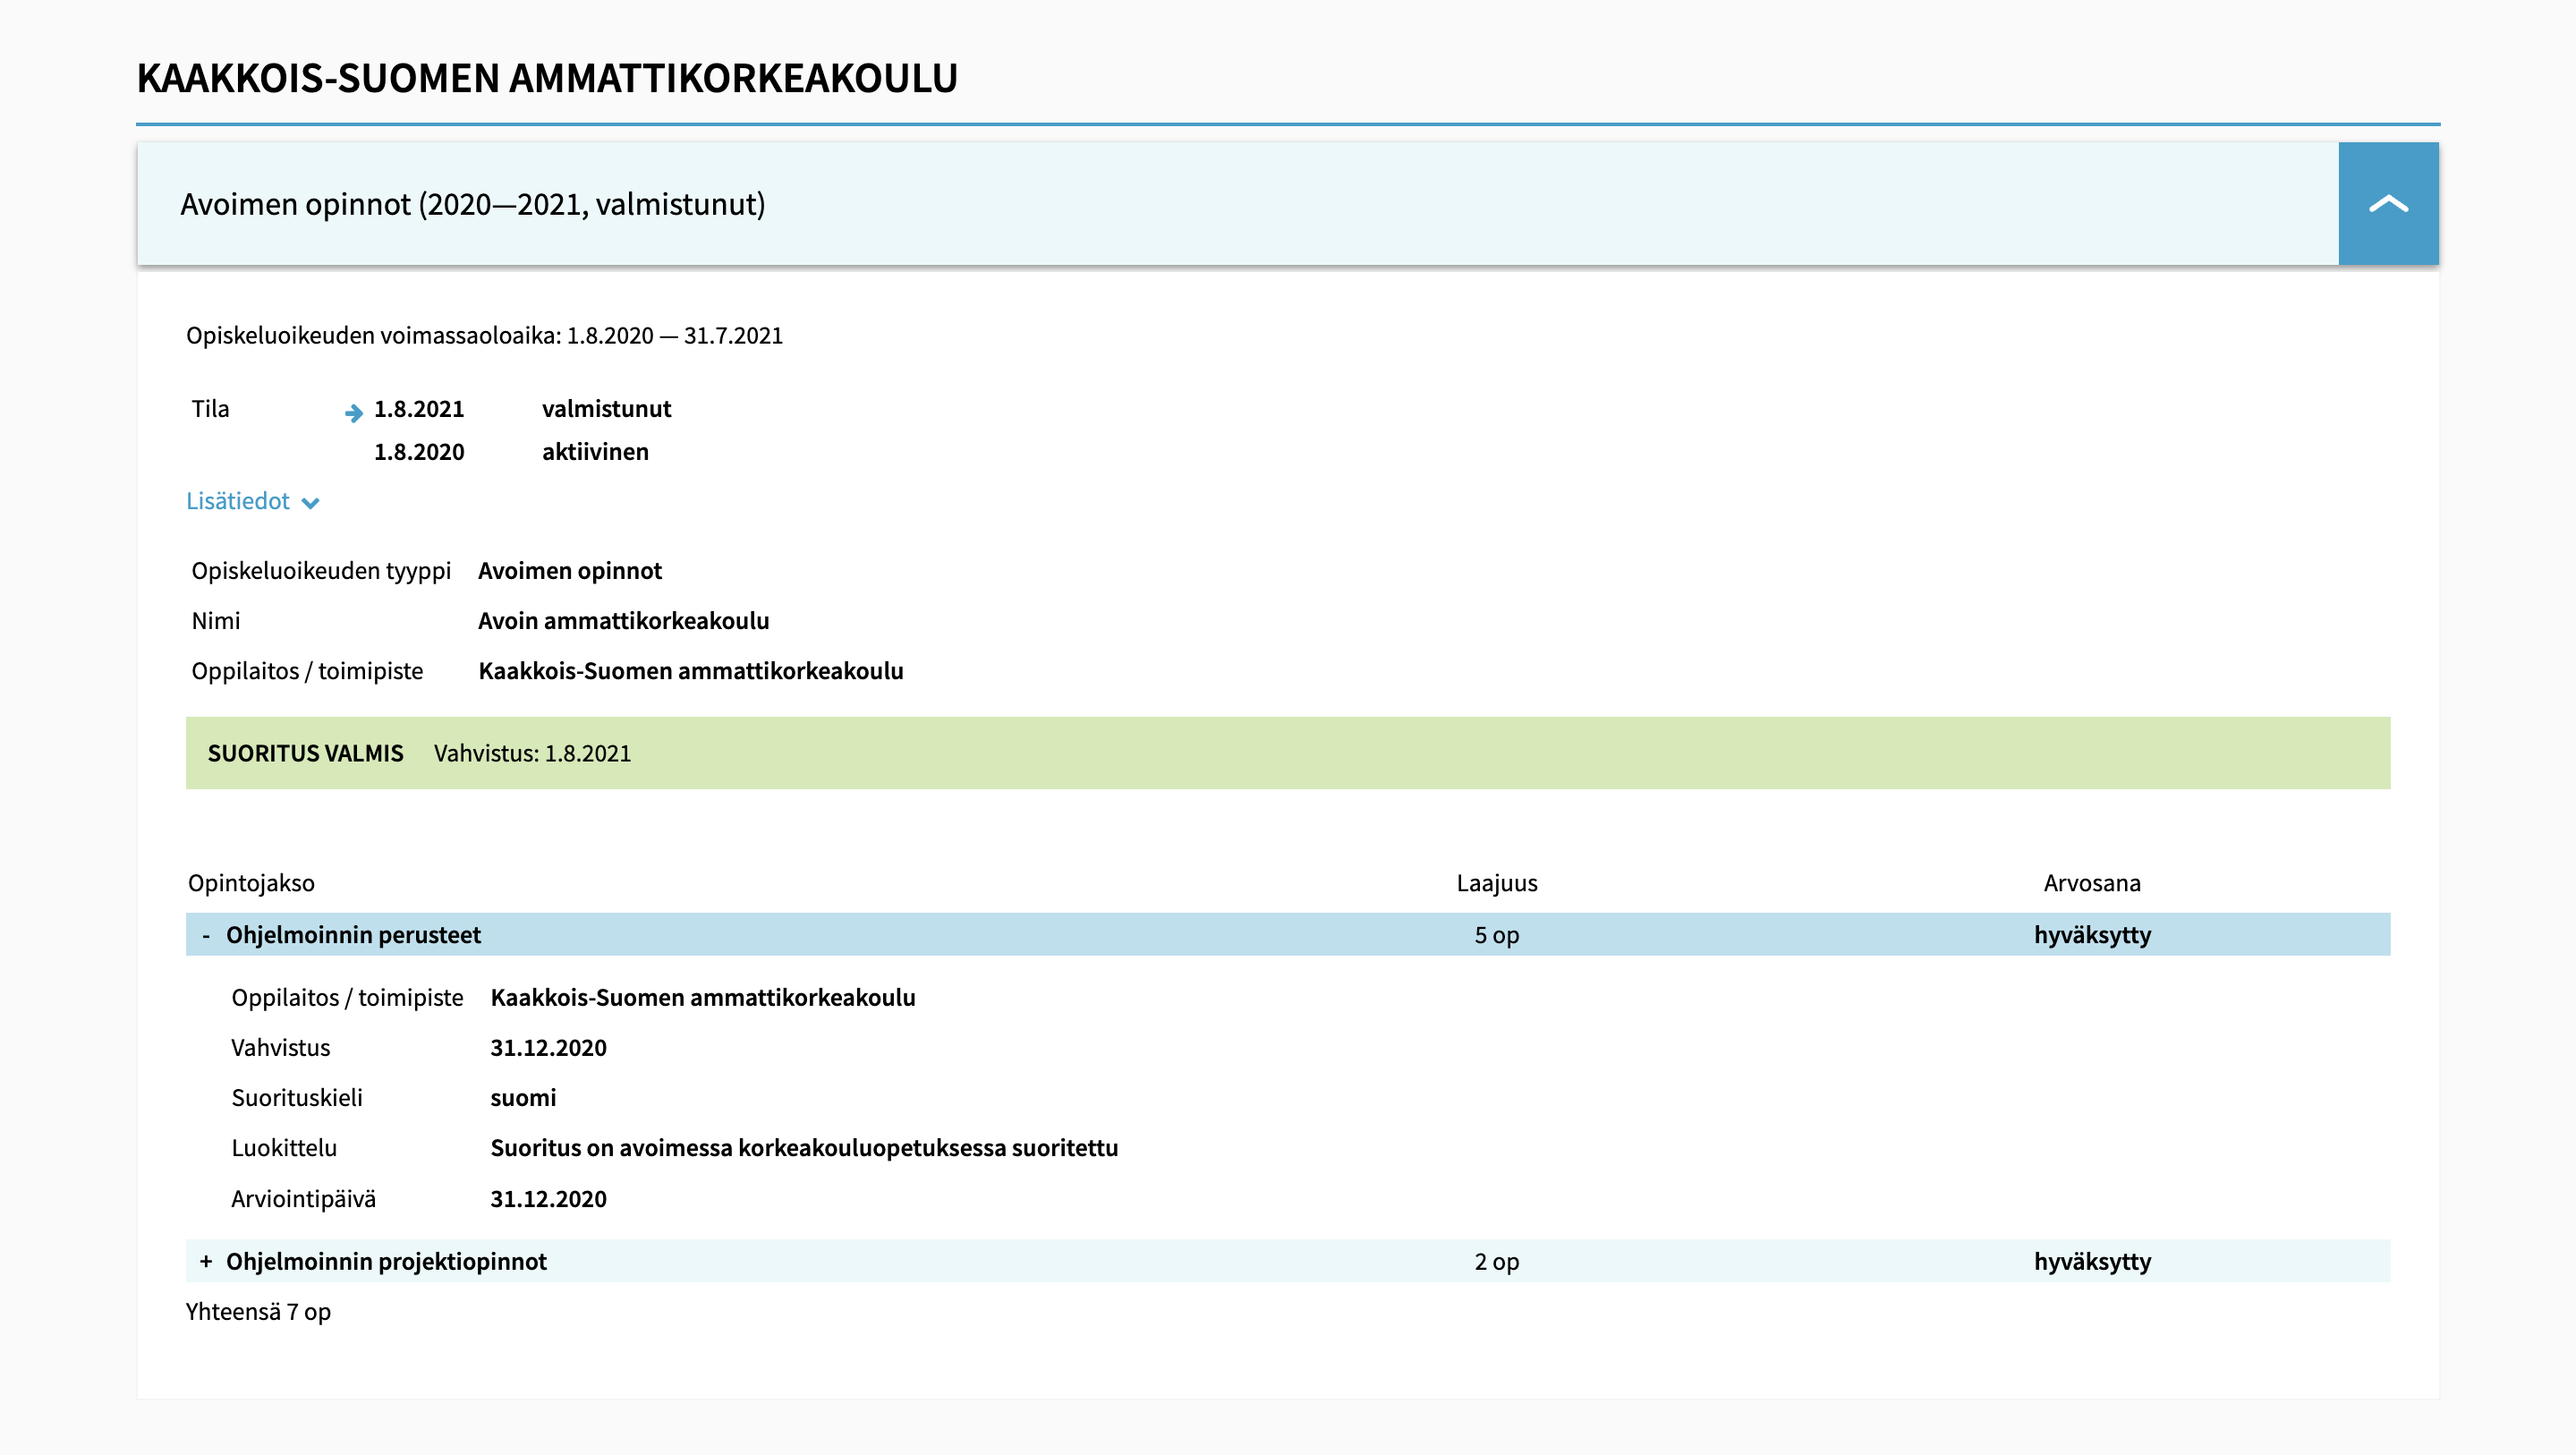 KAAKKOIS-SUOMEN AMMATTIKORKEAKOULU
Avoimen opinnot (2020—2021, valmistunut)
Opiskeluoikeuden voimassaoloaika: 1.8.2020 — 31.7.2021
Tila 1.8.2021 valmistunut
1.8.2020 aktiivinen
Lisätiedot
Opiskeluoikeuden tyyppi Avoimen opinnot
Nimi Avoin ammattikorkeakoulu
Oppilaitos / toimipiste Kaakkois-Suomen ammattikorkeakoulu
SUORITUS VALMIS Vahvistus: 1.8.2021
Opintojakso Laajuus Arvosana
- Ohjelmoinnin perusteet 5 op hyväksytty
Oppilaitos / toimipiste Kaakkois-Suomen ammattikorkeakoulu
Vahvistus 31.12.2020
Suorituskieli suomi
Luokittelu Suoritus on avoimessa korkeakouluopetuksessa suoritettu
Arviointipäivä 31.12.2020
+ Ohjelmoinnin projektiopinnot 2 op hyväksytty
Yhteensä 7 op